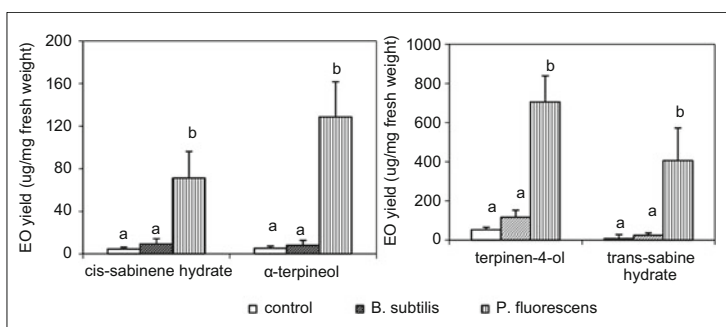 EO yield (ug/mg fresh weight)
200
160
120
80
40
0
a
a
b
a
a
b
cis-sabinene hydrate
α-terpineol
EO yield (ug/mg fresh weight)
1000
800
600
400
200
0
a
a
b
a
a
b
terpinen-4-ol
trans-sabine
hydrate
control
B. subtilis
P. fluorescens